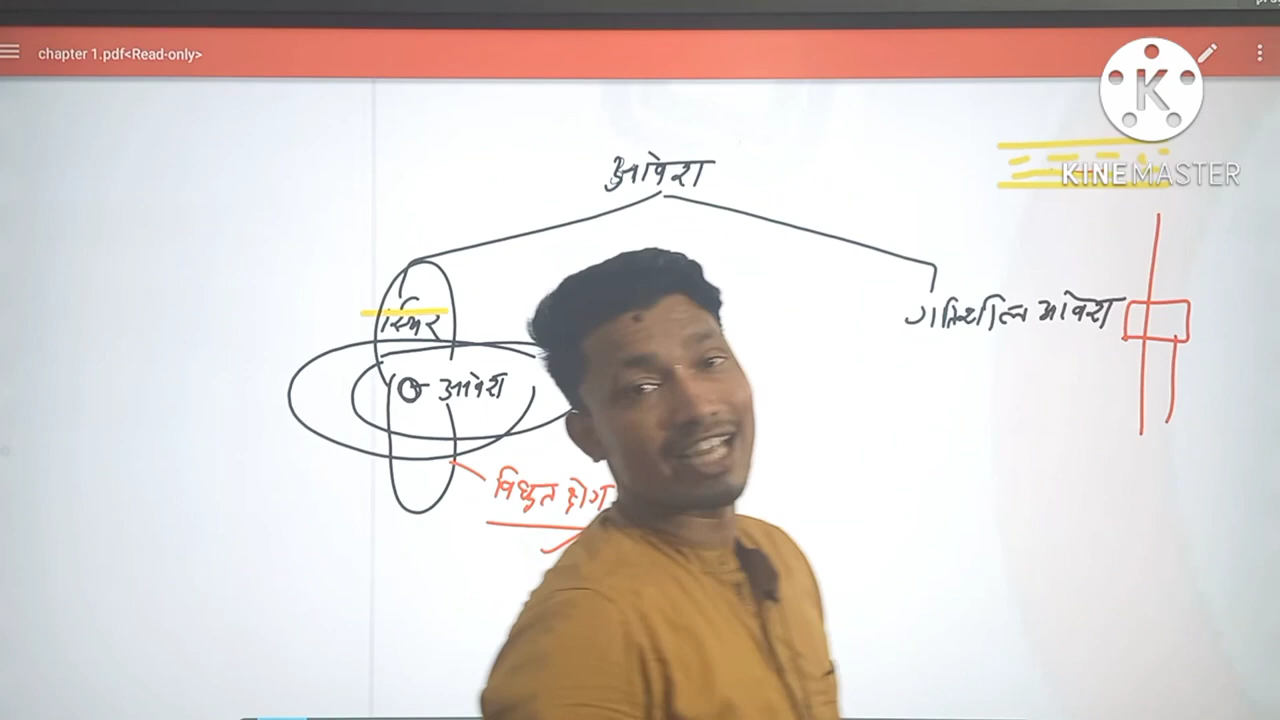 chapter 1.pdf<Read-only>
KINEMASTER
आवेश
स्थिर
आवेश
गतिशील आवेश
विधुत क्षेत्र